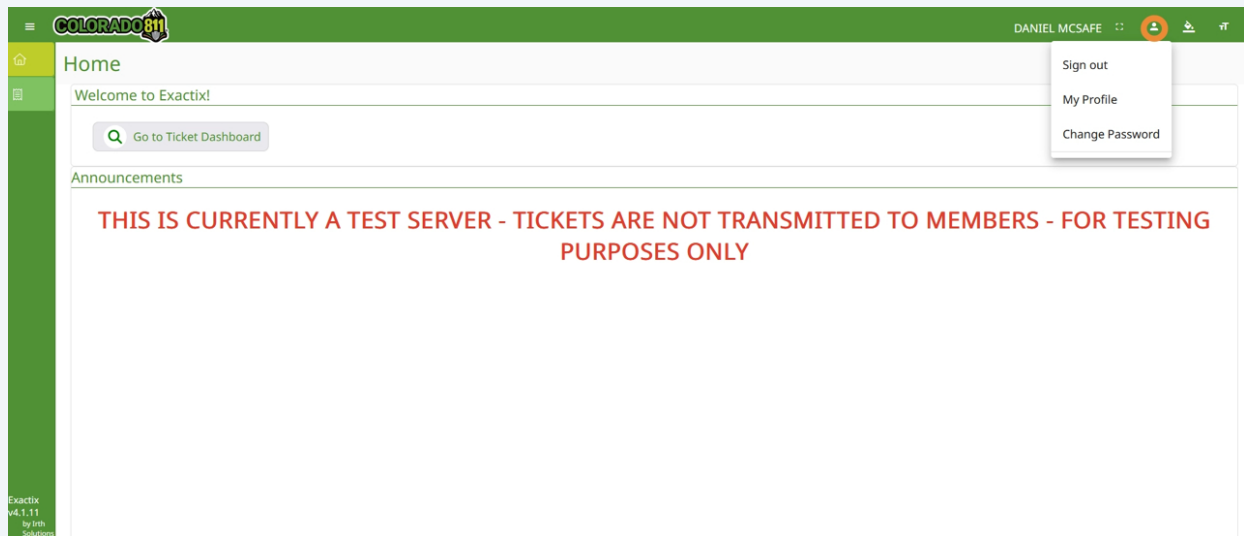 COLORADO811
DANIEL MCSAFE
Home
Sign out
My Profile
Change Password
Welcome to Exactix!
Go to Ticket Dashboard
Announcements
THIS IS CURRENTLY A TEST SERVER - TICKETS ARE NOT TRANSMITTED TO MEMBERS - FOR TESTING
PURPOSES ONLY
Exactix
v4.1.11
by Irth
Solutions